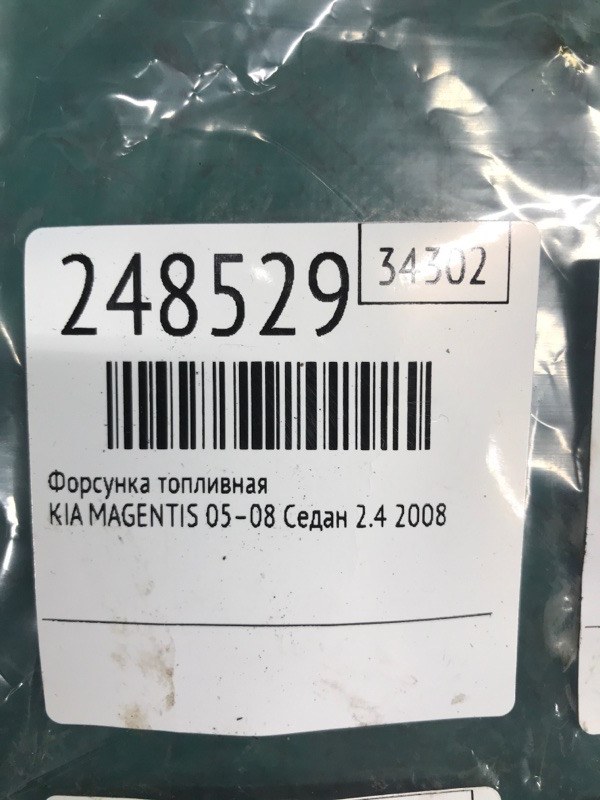 248529
34302
Форсунка топливная
KIA MAGENTIS 05-08 Седан 2.4 2008